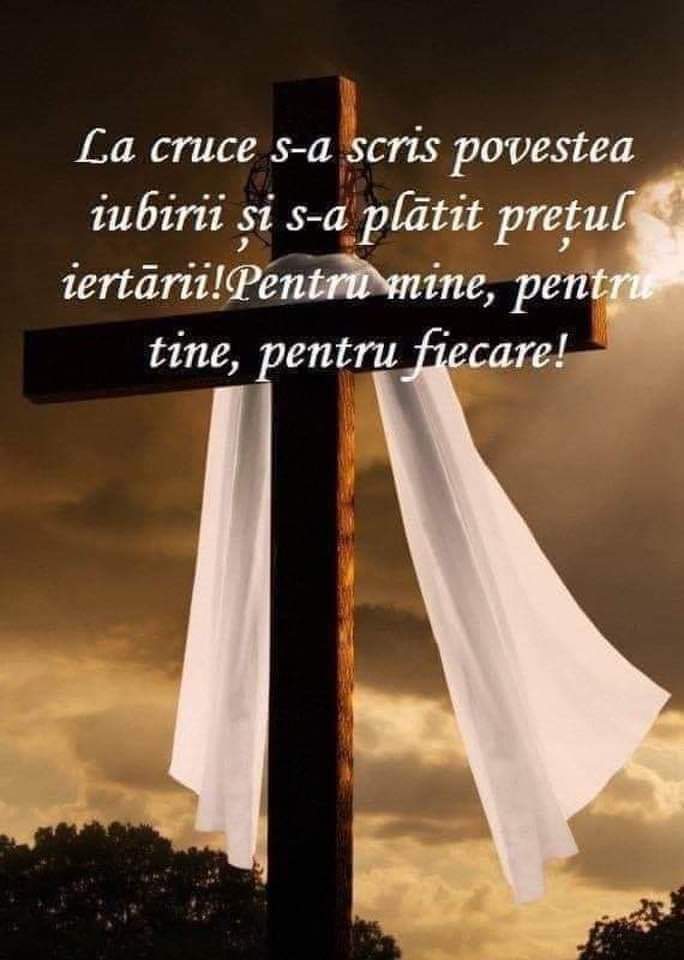 La cruce s-a scris povestea
iubirii și s-a plătit prețul
iertării!Pentru mine, pentru
tine, pentru fiecare!